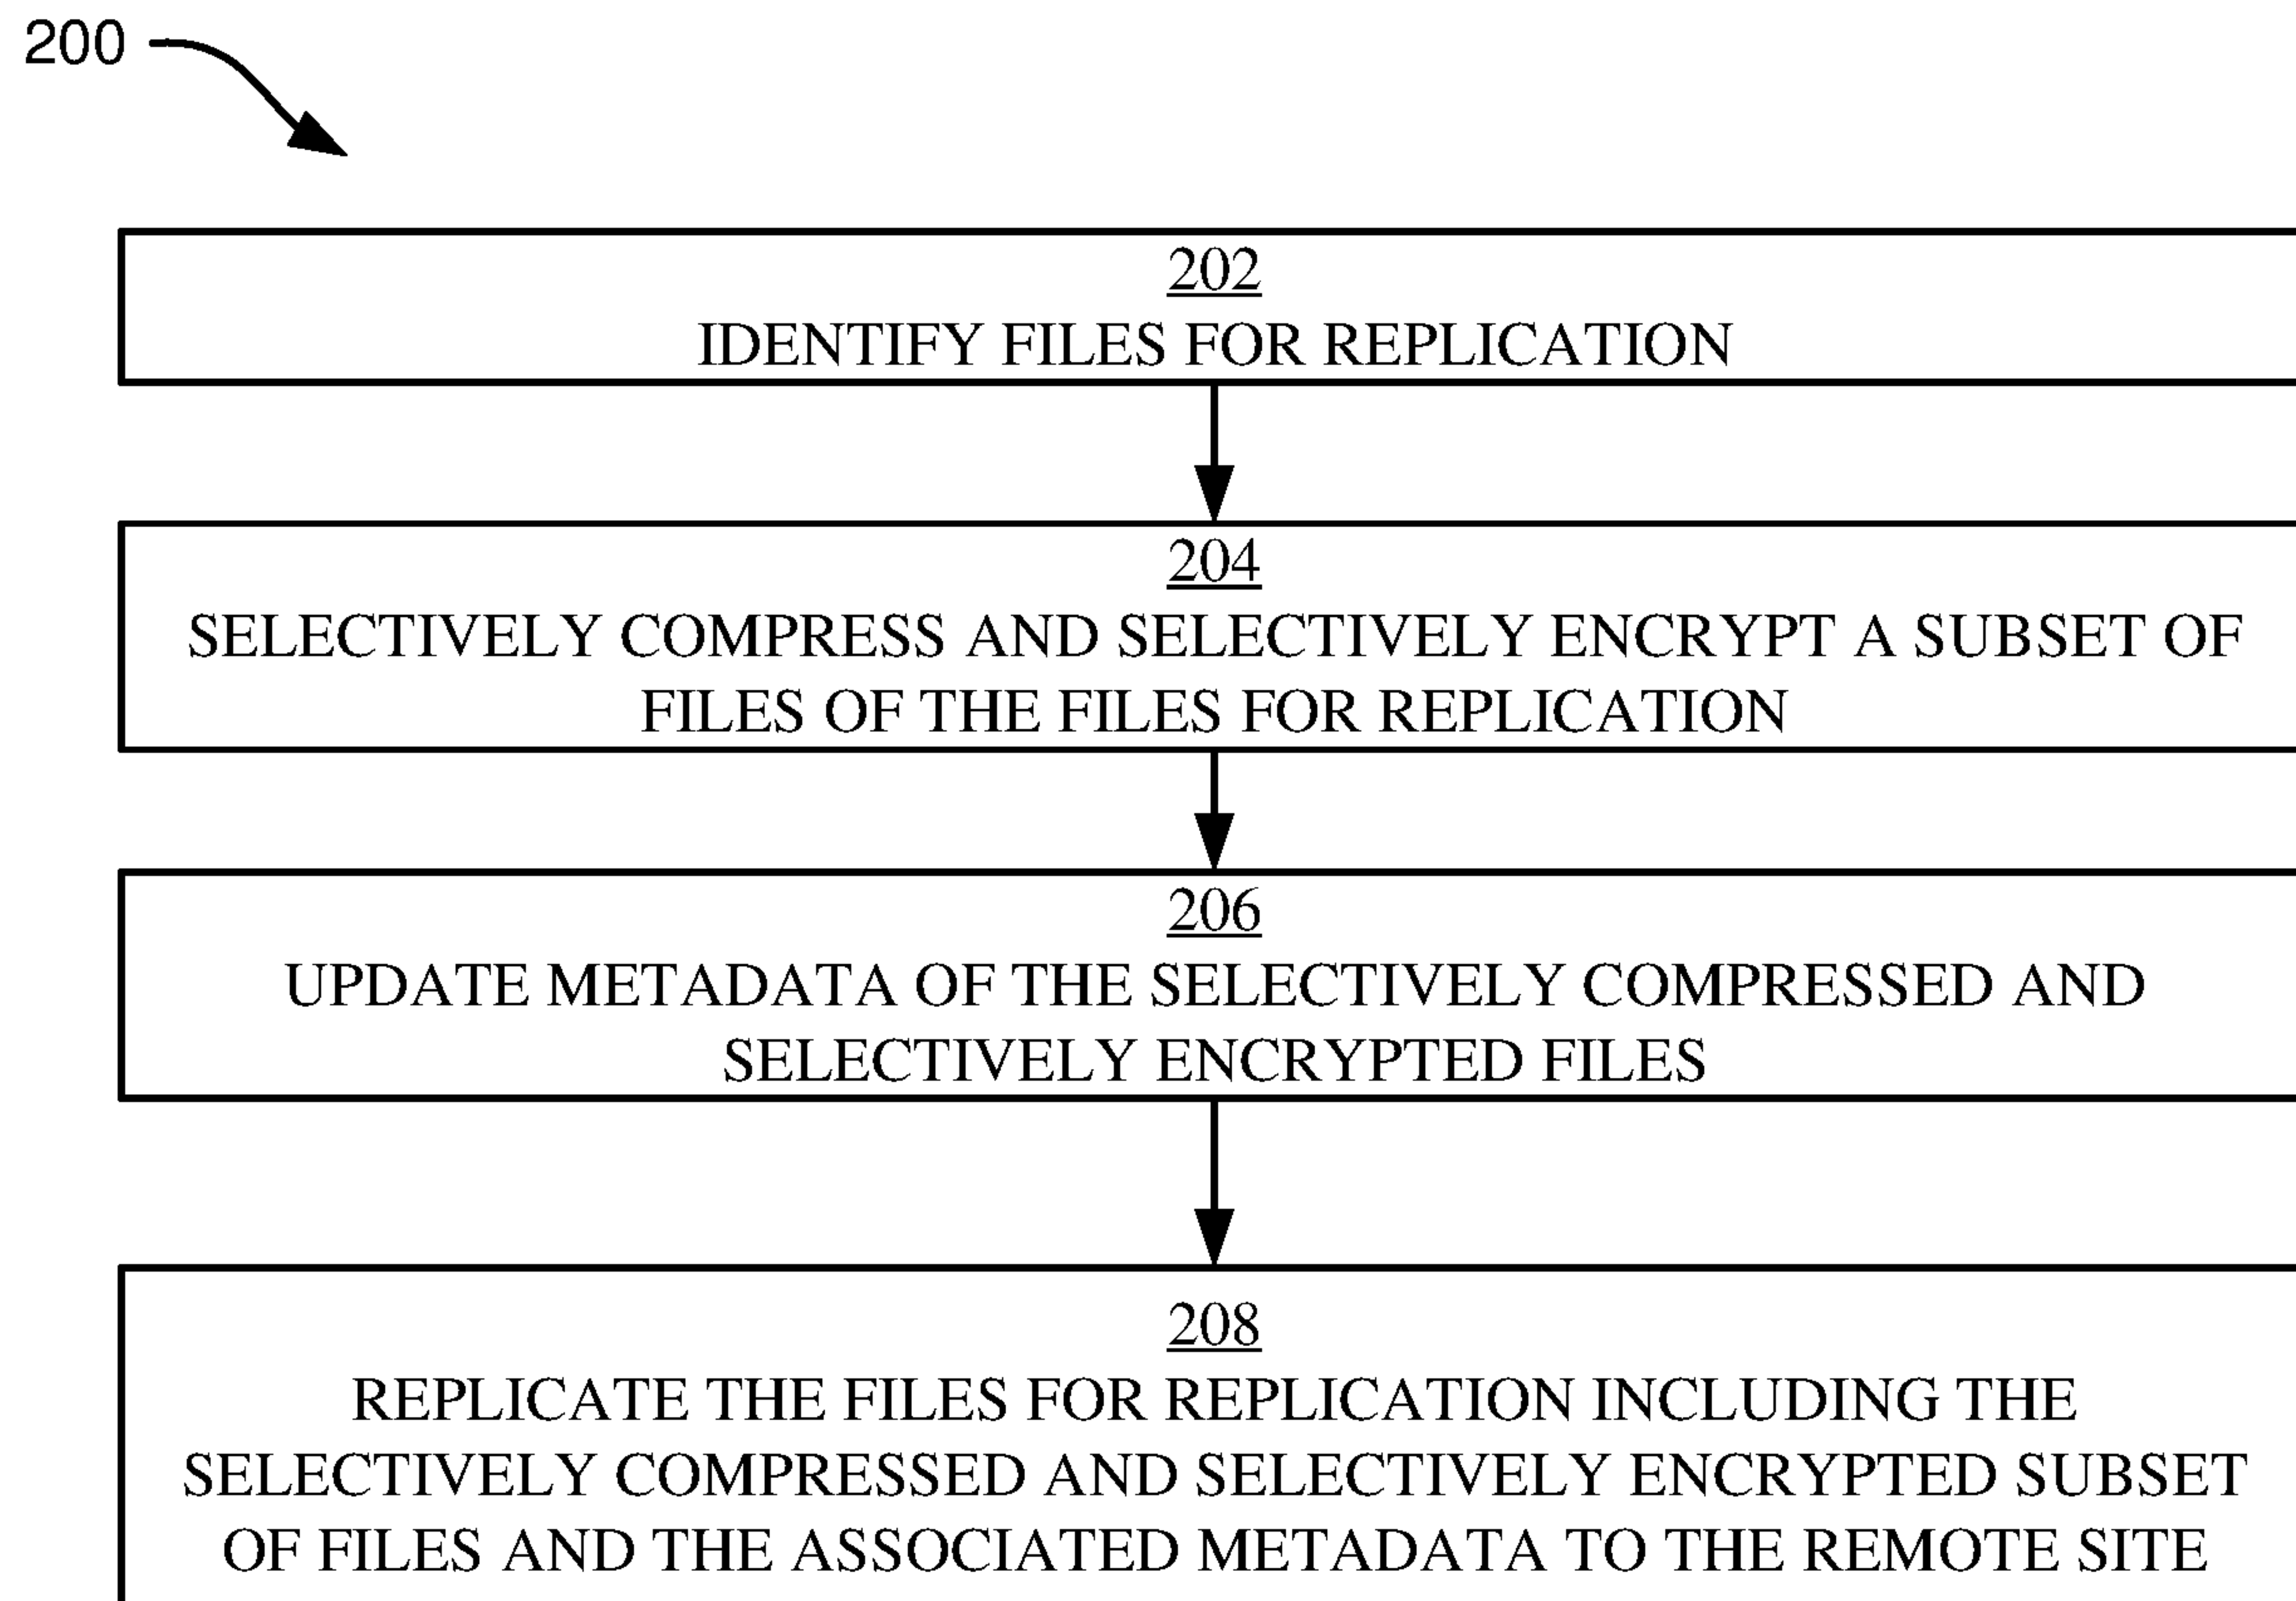 200
202
IDENTIFY FILES FOR REPLICATION
204
SELECTIVELY COMPRESS AND SELECTIVELY ENCRYPT A SUBSET OF
FILES OF THE FILES FOR REPLICATION
206
UPDATE METADATA OF THE SELECTIVELY COMPRESSED AND
SELECTIVELY ENCRYPTED FILES
208
REPLICATE THE FILES FOR REPLICATION INCLUDING THE
SELECTIVELY COMPRESSED AND SELECTIVELY ENCRYPTED SUBSET
OF FILES AND THE ASSOCIATED METADATA TO THE REMOTE SITE